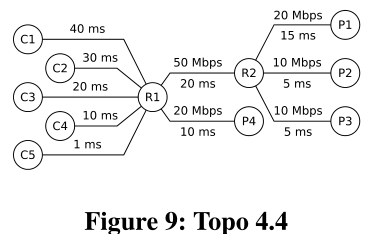 C1
40 ms
C2
30 ms
C3
20 ms
C4
10 ms
C5
1 ms
R1
50 Mbps
20 ms
R2
20 Mbps
10 ms
P4
20 Mbps
15 ms
P1
10 Mbps
5 ms
P2
10 Mbps
5 ms
P3
Figure 9: Topo 4.4